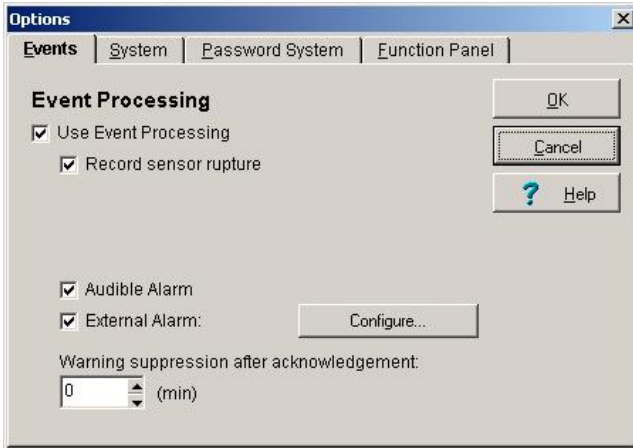 Options
Events
System
Password System
Function Panel
Event Processing
OK
Use Event Processing
Cancel
Record sensor rupture
? Help
Audible Alarm
External Alarm:
Configure...
Warning suppression after acknowledgement:
0 (min)